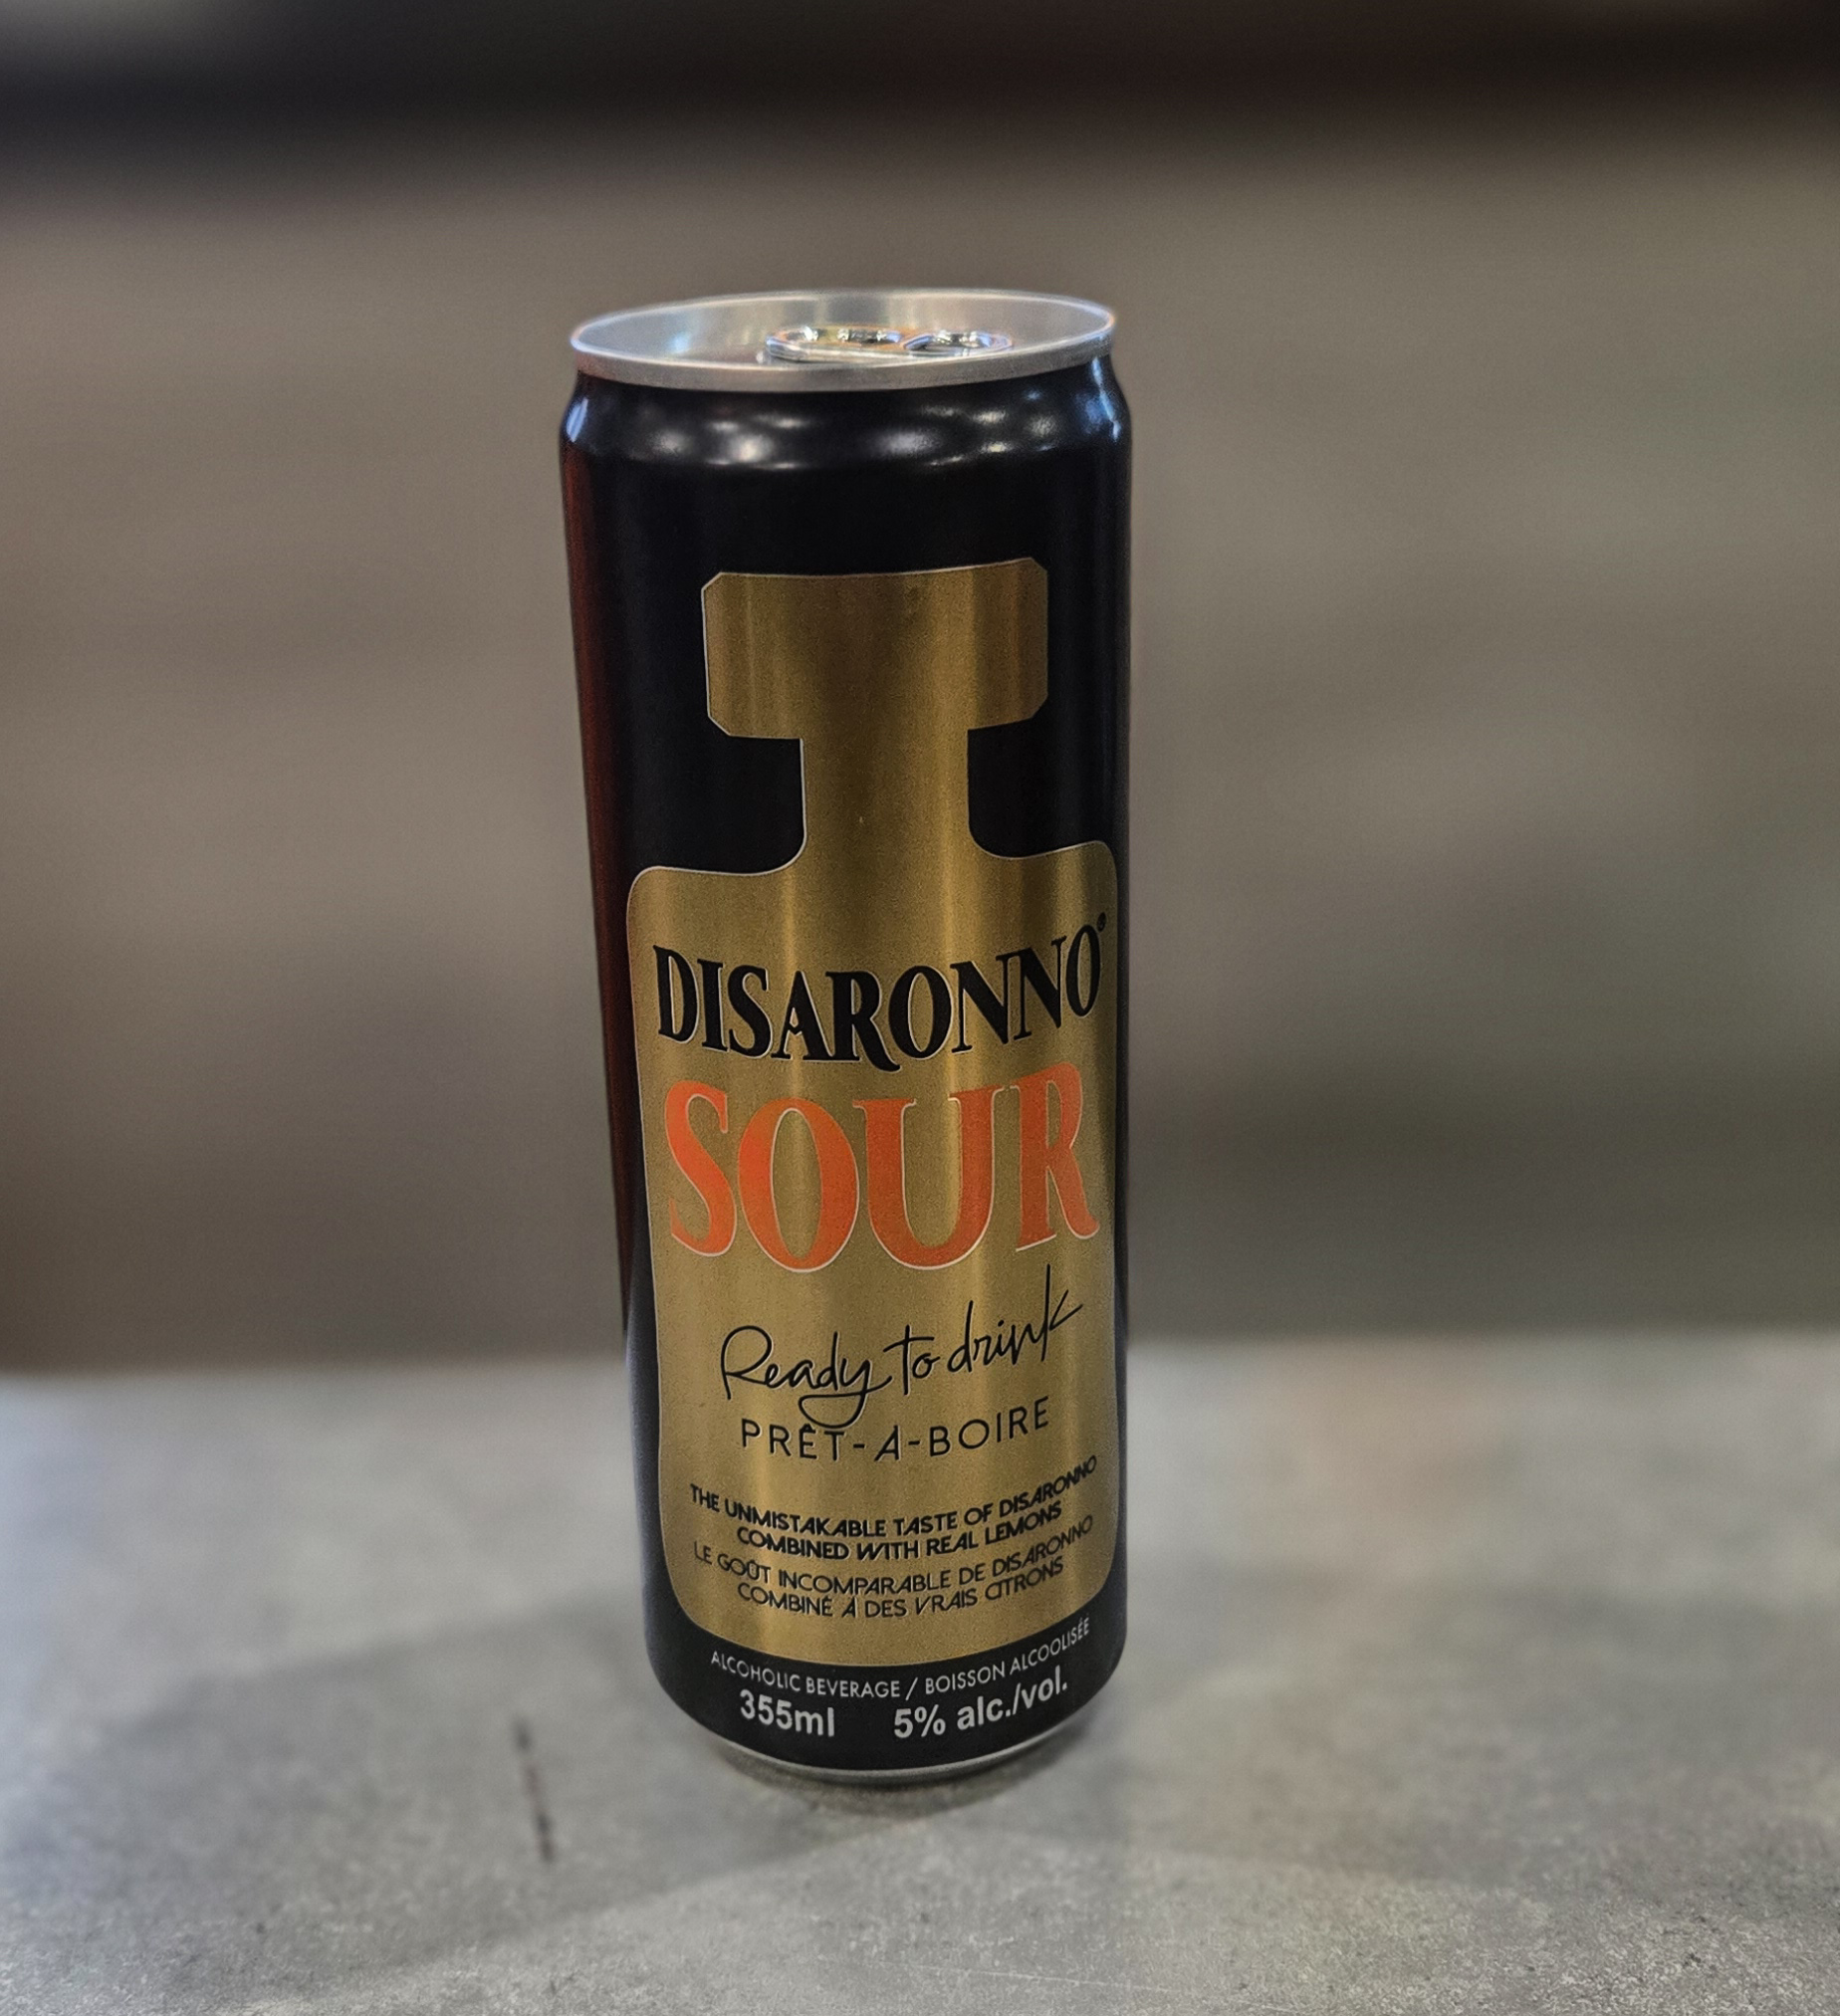 DISARONNO®
SOUR
Ready to drink
PRÊT-À-BOIRE
THE UNMISTAKABLE TASTE OF DISARONNO
COMBINED WITH REAL LEMONS
LE GOÛT INCOMPARABLE DE DISARONNO
COMBINÉ À DES VRAIS CITRONS
ALCOHOLIC BEVERAGE / BOISSON ALCOOLISÉE
355ml 5% alc./vol.